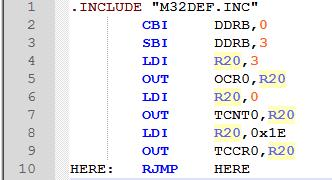 1 .INCLUDE "M32DEF.INC"
2 CBI DDRB,0
3 SBI DDRB,3
4 LDI R20,3
5 OUT OCR0,R20
6 LDI R20,0
7 OUT TCNT0,R20
8 LDI R20,0x1E
9 OUT TCCR0,R20
10 HERE: RJMP HERE